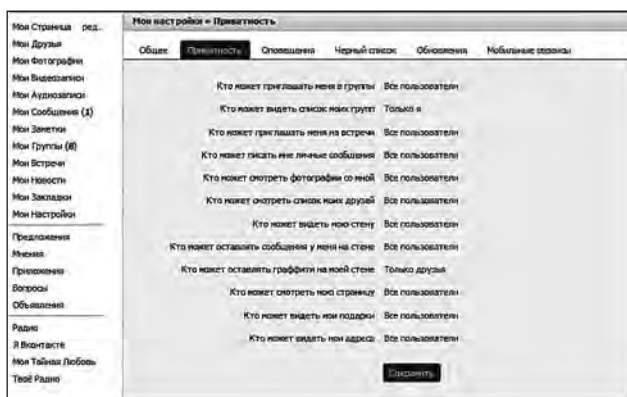 Моя Страница ред.
Мои Друзья
Мои Фотографии
Мои Видеозаписи
Мои Аудиозаписи
Мои Сообщения (1)
Мои Заметки
Мои Группы (8)
Мои Встречи
Мои Новости
Мои Закладки
Мои Настройки
Предложения
Мнения
Приложения
Вопросы
Объявления
Радио
Я Вконтакте
Моя Тайная Любовь
Твоё Радио
Мои настройки » Приватность
Общее Приватность Оповещения Черный список Обновления Мобильные сервисы
Кто может приглашать меня в группы Все пользователи
Кто может видеть список моих групп Только я
Кто может приглашать меня на встречи Все пользователи
Кто может писать мне личные сообщения Все пользователи
Кто может смотреть фотографии со мной Все пользователи
Кто может смотреть список моих друзей Все пользователи
Кто может видеть мою стену Все пользователи
Кто может оставлять сообщения у меня на стене Все пользователи
Кто может оставлять граффити на моей стене Только друзья
Кто может смотреть мою страницу Все пользователи
Кто может видеть мои подарки Все пользователи
Кто может видеть мои адреса Все пользователи
Сохранить